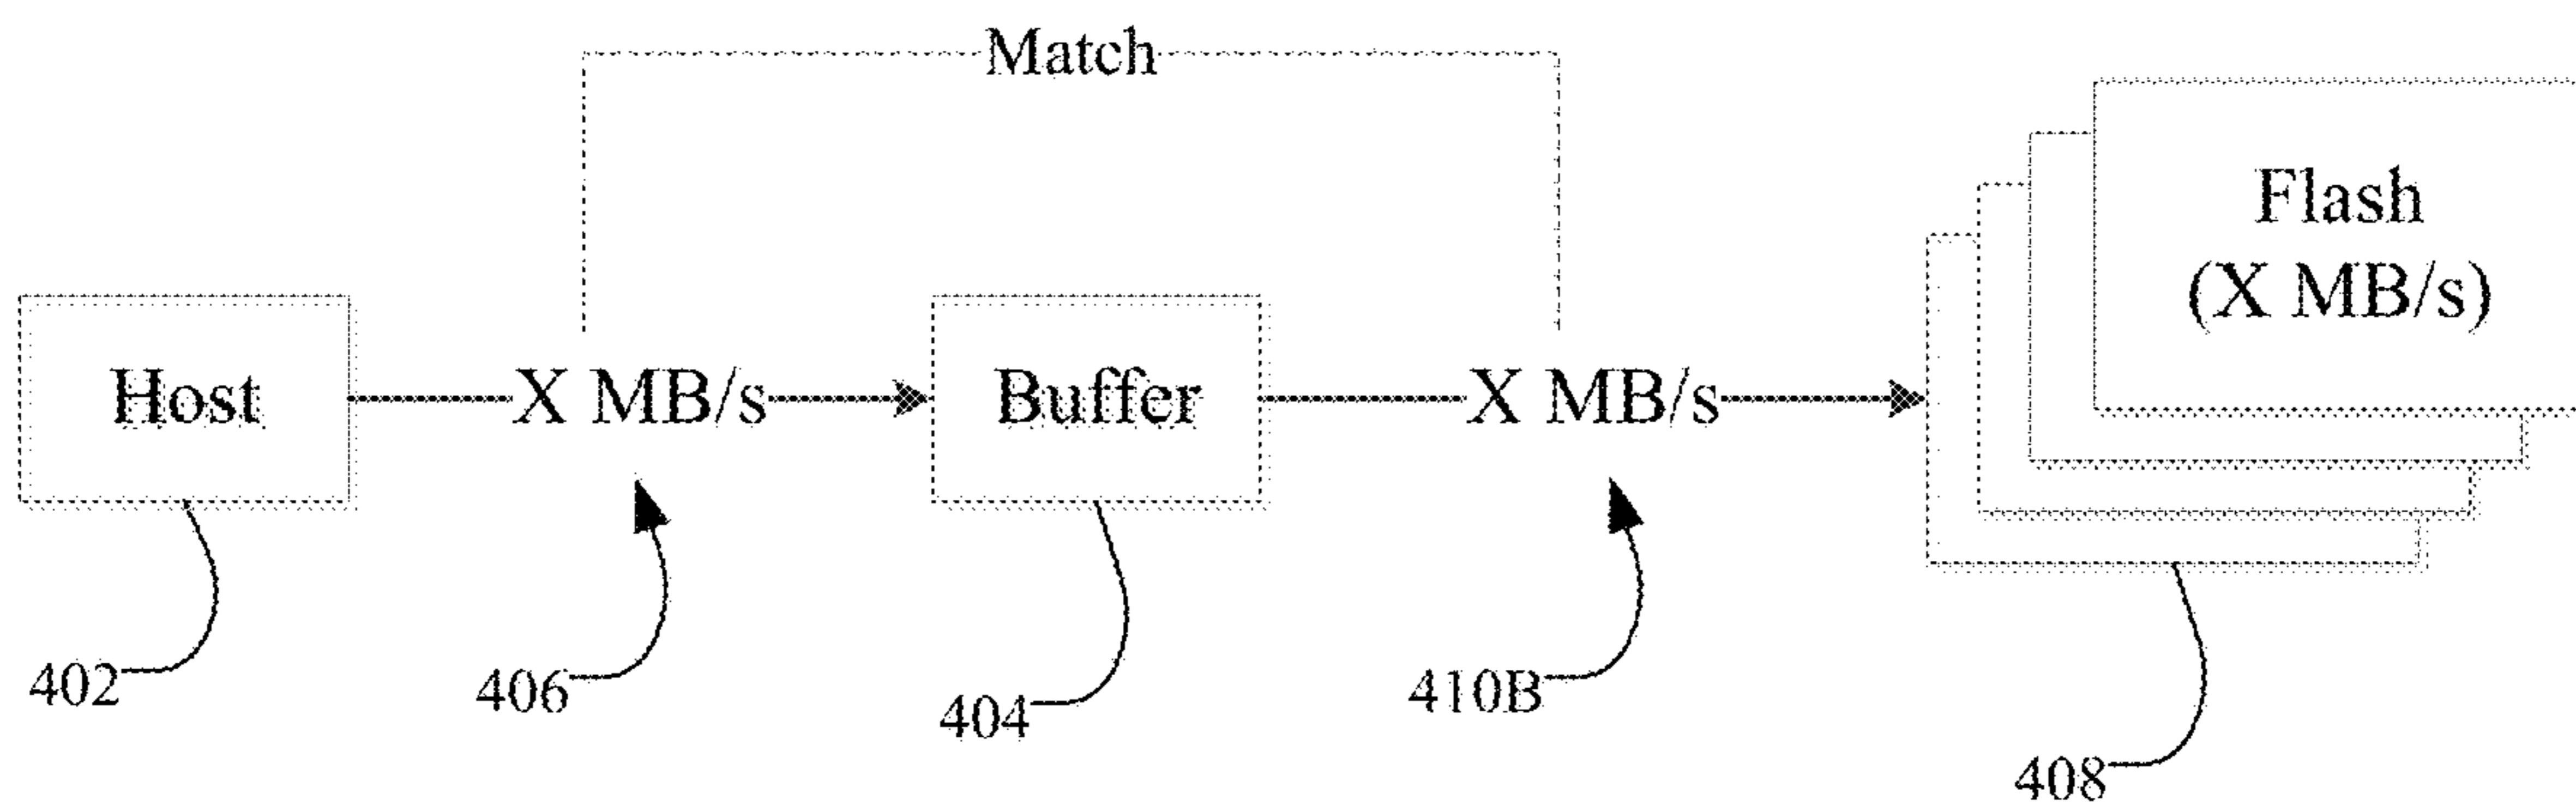 Match
Flash
(X MB/s)
Host
X MB/s
Buffer
X MB/s
402
406
404
410B
408